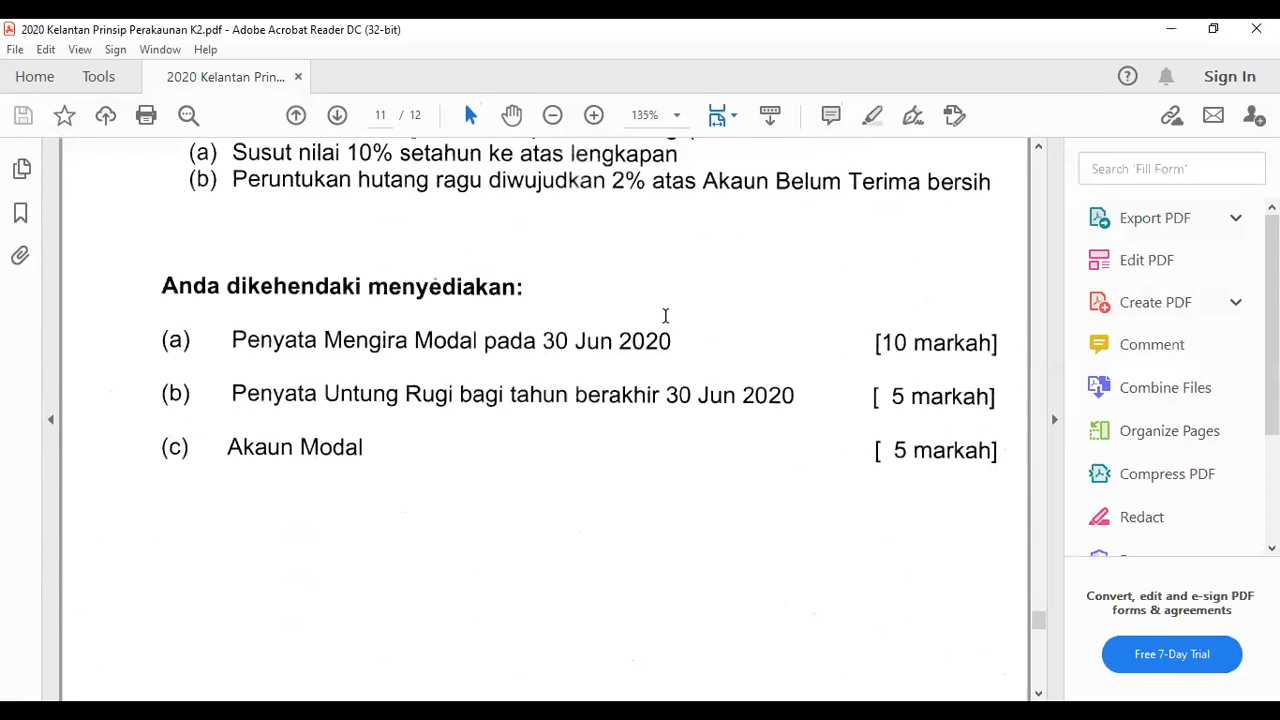 2020 Kelantan Prinsip Perakaunan K2.pdf - Adobe Acrobat Reader DC (32-bit)
File Edit View Sign Window Help
Home Tools 2020 Kelantan Prin... × Sign In
11 / 12 135%
(a) Susut nilai 10% setahun ke atas lengkapan
(b) Peruntukan hutang ragu diwujudkan 2% atas Akaun Belum Terima bersih
Anda dikehendaki menyediakan:
(a) Penyata Mengira Modal pada 30 Jun 2020 [10 markah]
(b) Penyata Untung Rugi bagi tahun berakhir 30 Jun 2020 [ 5 markah]
(c) Akaun Modal [ 5 markah]
Search 'Fill Form'
Export PDF
Edit PDF
Create PDF
Comment
Combine Files
Organize Pages
Compress PDF
Redact
Convert, edit and e-sign PDF
forms & agreements
Free 7-Day Trial